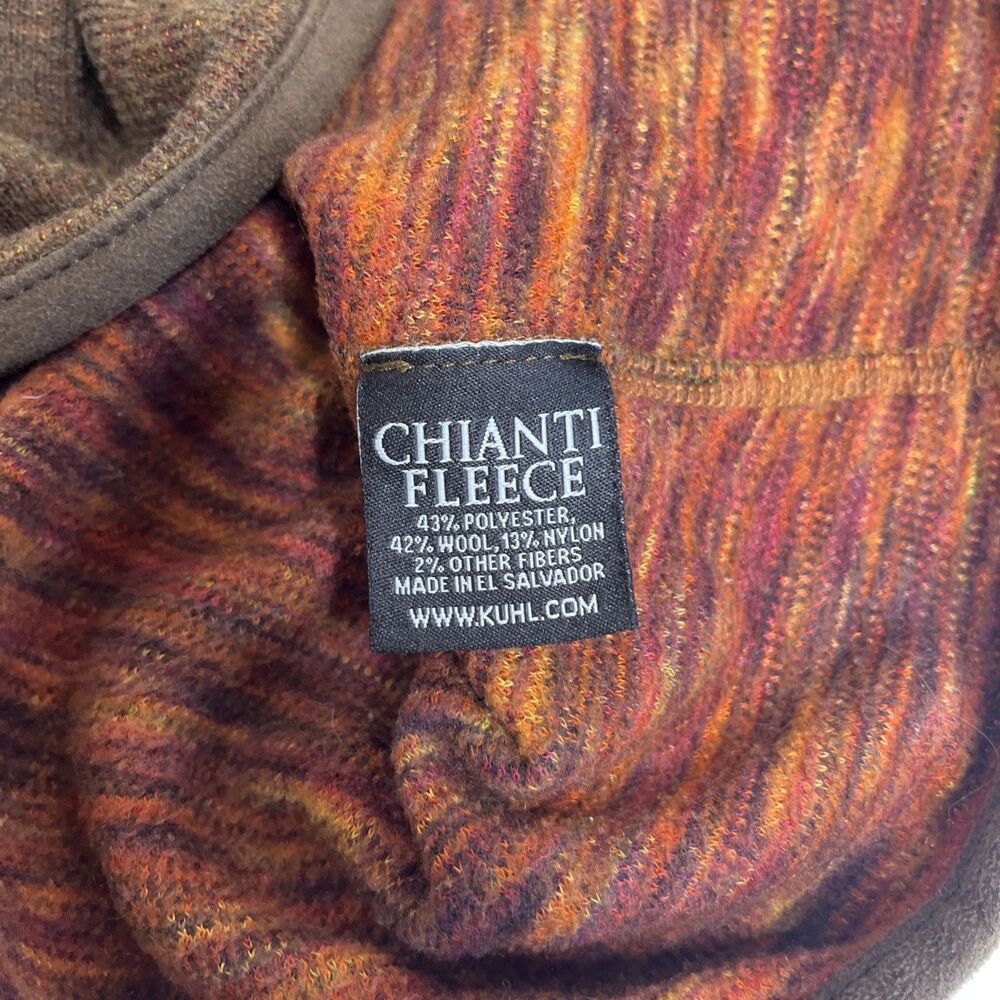 CHIANTI
FLEECE
43% POLYESTER,
42% WOOL, 13% NYLON
2% OTHER FIBERS
MADE IN EL SALVADOR
WWW.KUHL.COM